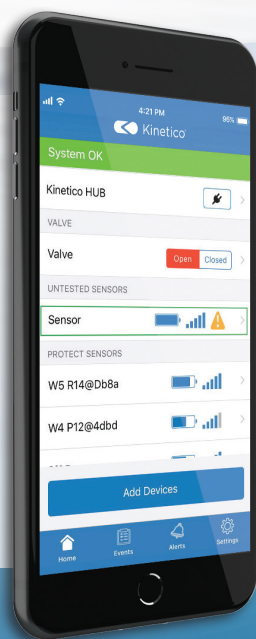 4:21 PM
96%
Kinetico
System OK
Kinetico HUB
VALVE
Valve
Open Closed
UNTESTED SENSORS
Sensor
PROTECT SENSORS
W5 R14@Db8a
W4 P12@4dbd
Add Devices
Home Events Alerts Settings